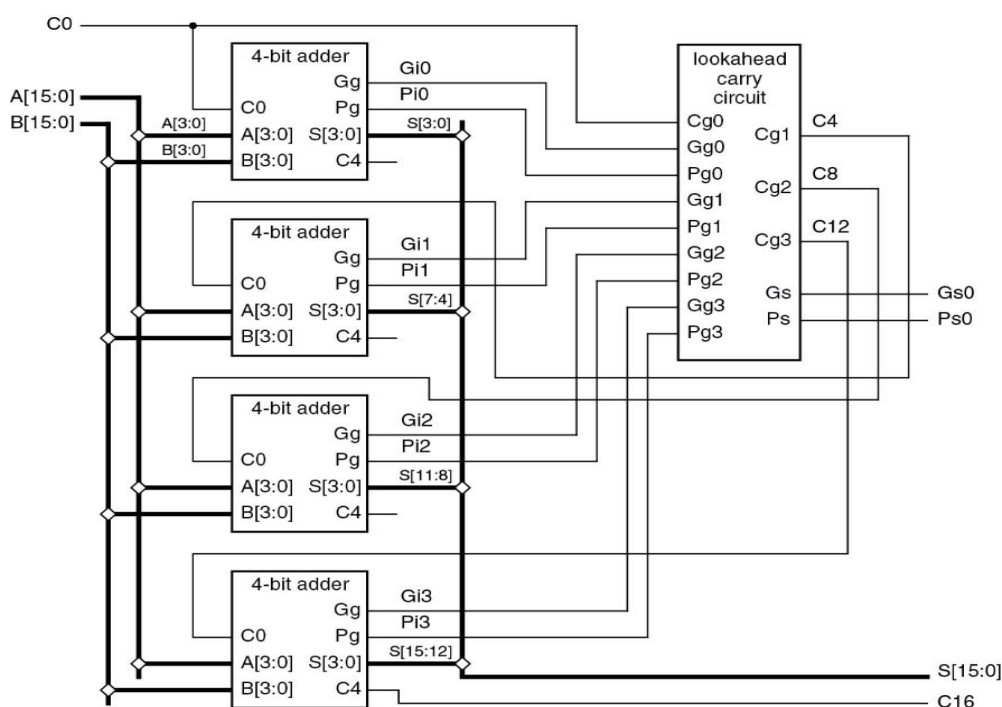 C0
A[15:0]
B[15:0]
4-bit adder
Gg
Pg
C0
A[3:0]
A[3:0] S[3:0]
B[3:0]
B[3:0] C4
Gi0
Pi0
S[3:0]
4-bit adder
Gg
Pg
C0
A[3:0] S[3:0]
B[3:0] C4
Gi1
Pi1
S[7:4]
4-bit adder
Gg
Pg
C0
A[3:0] S[3:0]
B[3:0] C4
Gi2
Pi2
S[11:8]
4-bit adder
Gg
Pg
C0
A[3:0] S[3:0]
B[3:0] C4
Gi3
Pi3
S[15:12]
lookahead
carry
circuit
Cg0
Gg0
Pg0
Gg1
Pg1
Gg2
Pg2
Gg3
Pg3
Cg1
Cg2
Cg3
Gs
Ps
C4
C8
C12
Gs0
Ps0
S[15:0]
C16